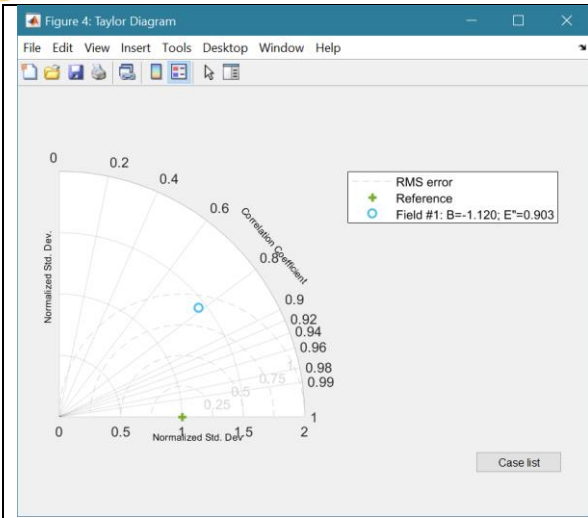 Figure 4: Taylor Diagram
File Edit View Insert Tools Desktop Window Help
0
0.2
0.4
0.6
Correlation Coefficient
0.8
0.9
0.92
0.94
0.96
0.98
0.99
1
RMS error
Reference
Field #1: B=-1.120; E"=0.903
Normalized Std. Dev.
1
0.75
0.5
0.25
0 0.5 1 1.5 2
Normalized Std. Dev
Case list